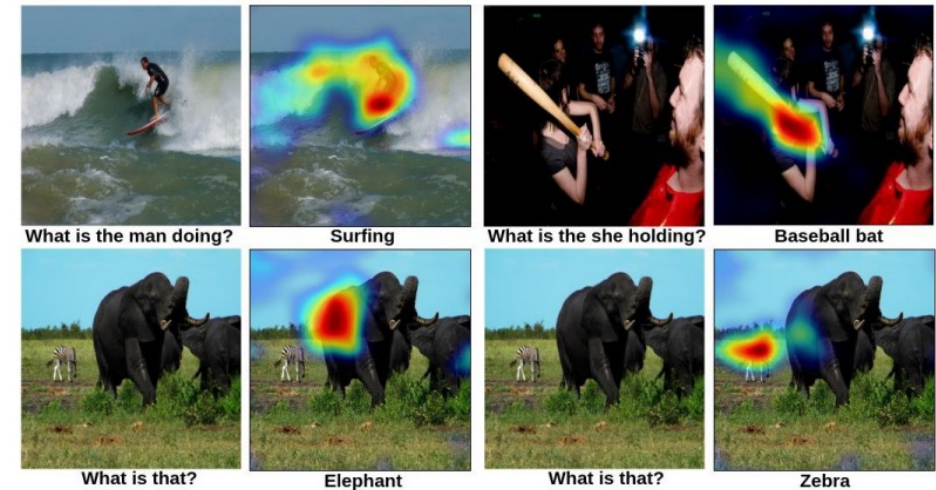 What is the man doing?
Surfing
What is the she holding?
Baseball bat
What is that?
Elephant
What is that?
Zebra